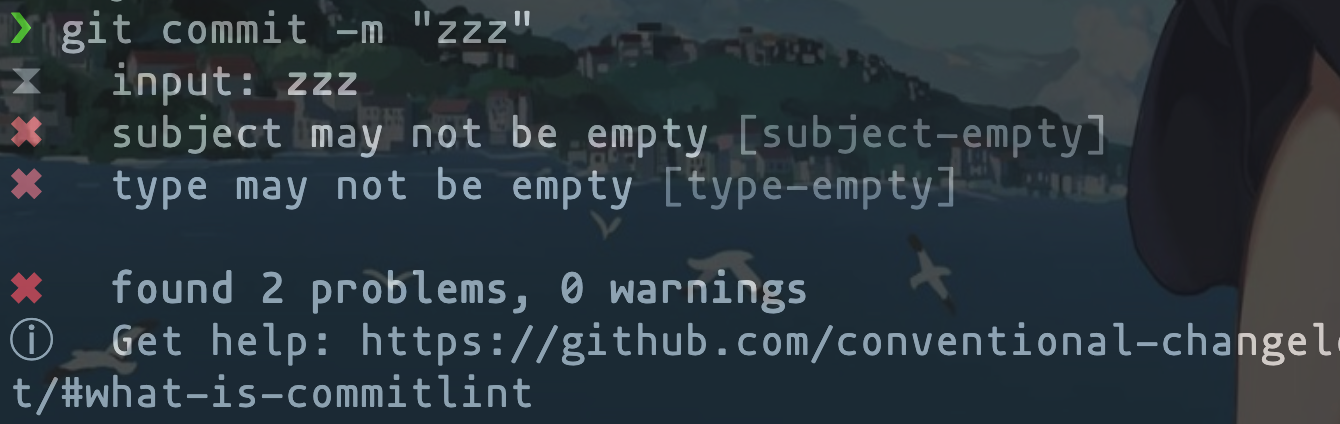 ❯ git commit -m "zzz"
⧗   input: zzz
✖   subject may not be empty [subject-empty]
✖   type may not be empty [type-empty]
✖   found 2 problems, 0 warnings
ⓘ   Get help: https://github.com/conventional-changel
t/#what-is-commitlint